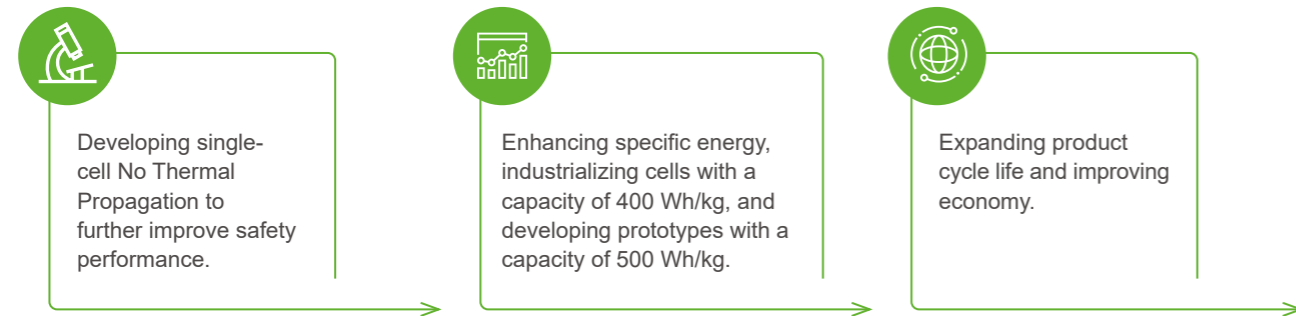 Developing single-
cell No Thermal
Propagation to
further improve safety
performance.
Enhancing specific energy,
industrializing cells with a
capacity of 400 Wh/kg, and
developing prototypes with a
capacity of 500 Wh/kg.
Expanding product
cycle life and improving
economy.